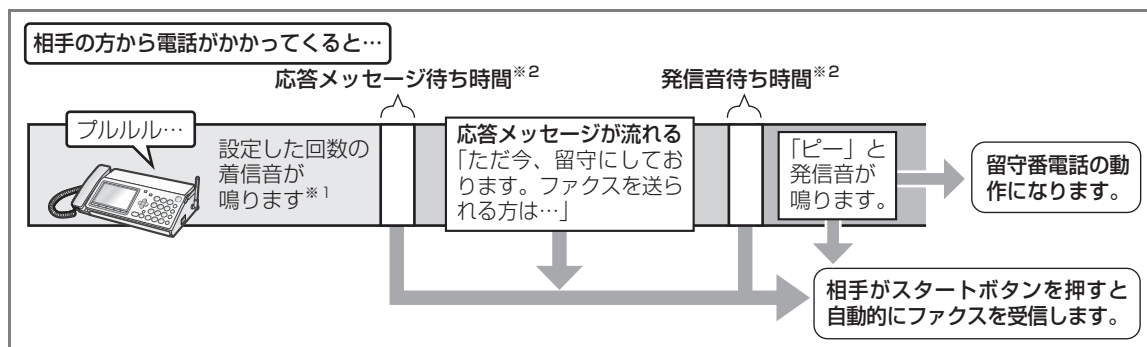 相手の方から電話がかかってくると…
応答メッセージ待ち時間※2
発信音待ち時間※2
プルルル…
設定した回数の
着信音が
鳴ります※1
応答メッセージが流れる
「ただ今、留守にしてお
ります。ファクスを送ら
れる方は…」
「ピー」と
発信音が
鳴ります。
留守番電話の動
作になります。
相手がスタートボタンを押すと
自動的にファクスを受信します。